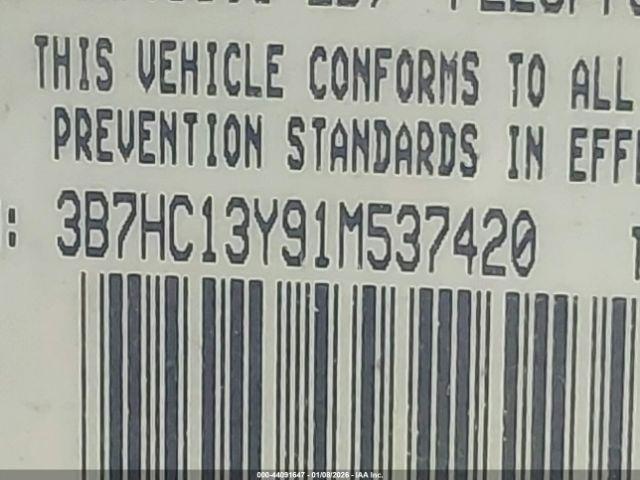 THIS VEHICLE CONFORMS TO ALL
PREVENTION STANDARDS IN EFF
: 3B7HC13Y91M537420
000-44091647 - 01/08/2026 - IAA Inc.